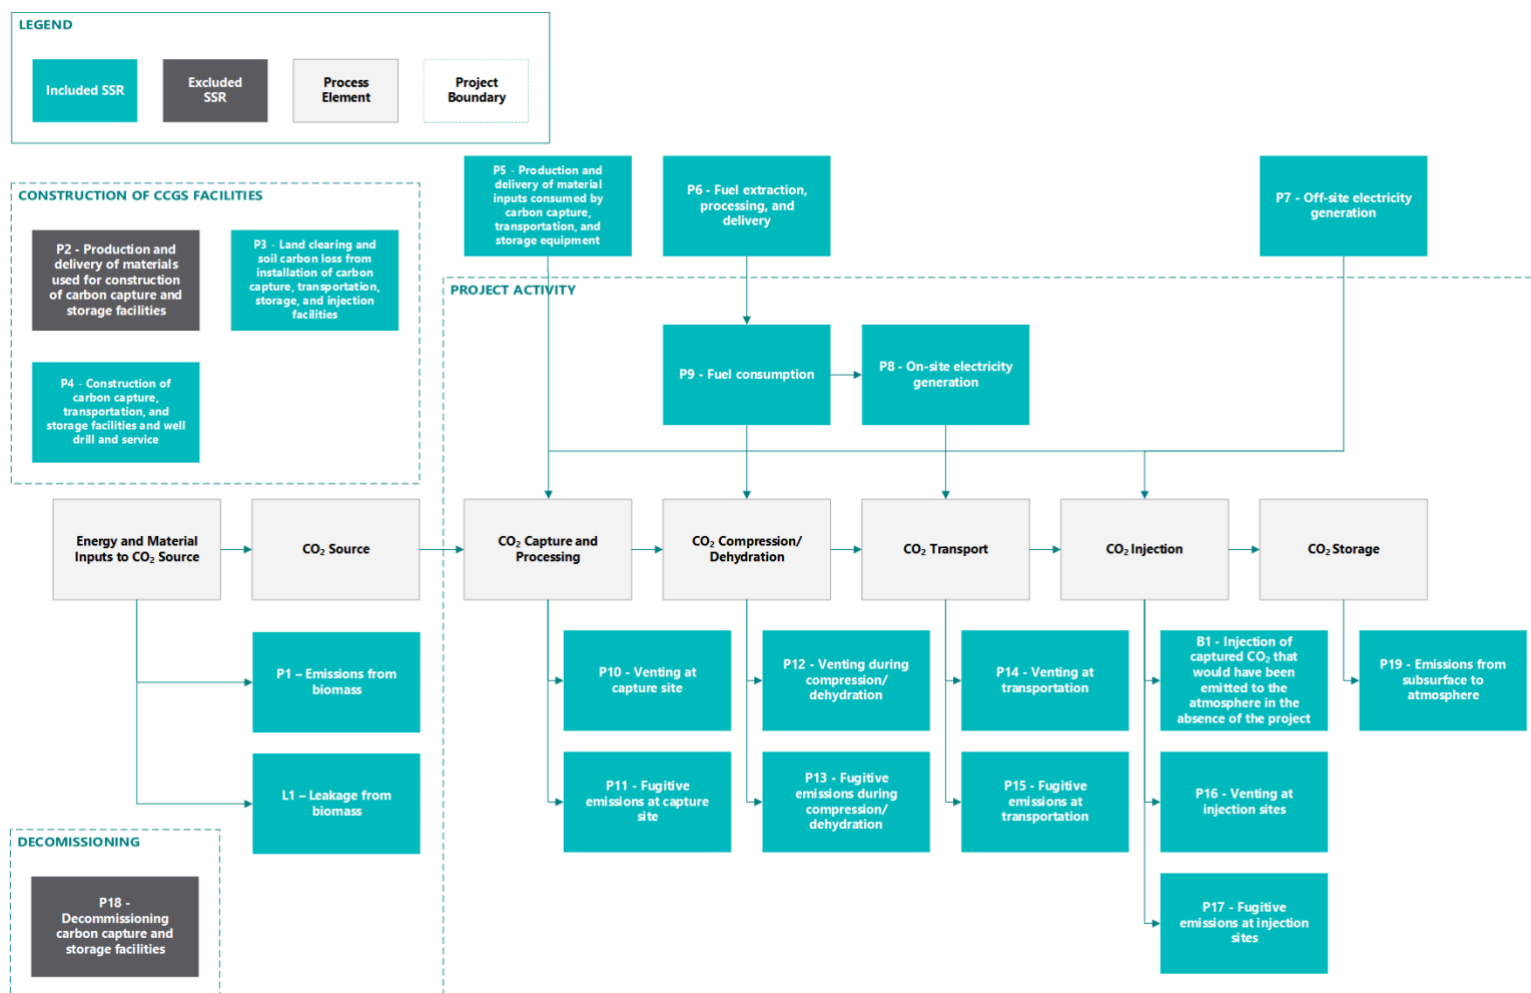 LEGEND
Included SSR
Excluded
SSR
Process
Element
Project
Boundary
CONSTRUCTION OF CCGS FACILITIES
P2 - Production and
delivery of materials
used for construction
of carbon capture and
storage facilities
P3 - Land clearing and
soil carbon loss from
installation of carbon
capture, transportation,
storage, and injection
facilities
P4 - Construction of
carbon capture,
transportation, and
storage facilities and well
drill and service
P5 - Production and
delivery of material
inputs consumed by
carbon capture,
transportation, and
storage equipment
P6 - Fuel extraction,
processing, and
delivery
P7 - Off-site electricity
generation
PROJECT ACTIVITY
P9 - Fuel consumption
P8 - On-site electricity
generation
Energy and Material
Inputs to CO₂ Source
CO₂ Source
CO₂ Capture and
Processing
CO₂ Compression/
Dehydration
CO₂ Transport
CO₂ Injection
CO₂ Storage
P1 – Emissions from
biomass
L1 – Leakage from
biomass
P10 - Venting at
capture site
P11 - Fugitive
emissions at capture
site
P12 - Venting during
compression/
dehydration
P13 - Fugitive
emissions during
compression/
dehydration
P14 - Venting at
transportation
P15 - Fugitive
emissions at
transportation
B1 - Injection of
captured CO₂ that
would have been
emitted to the
atmosphere in the
absence of the project
P16 - Venting at
injection sites
P17 - Fugitive
emissions at injection
sites
P19 - Emissions from
subsurface to
atmosphere
DECOMISSIONING
P18 -
Decommissioning
carbon capture and
storage facilities